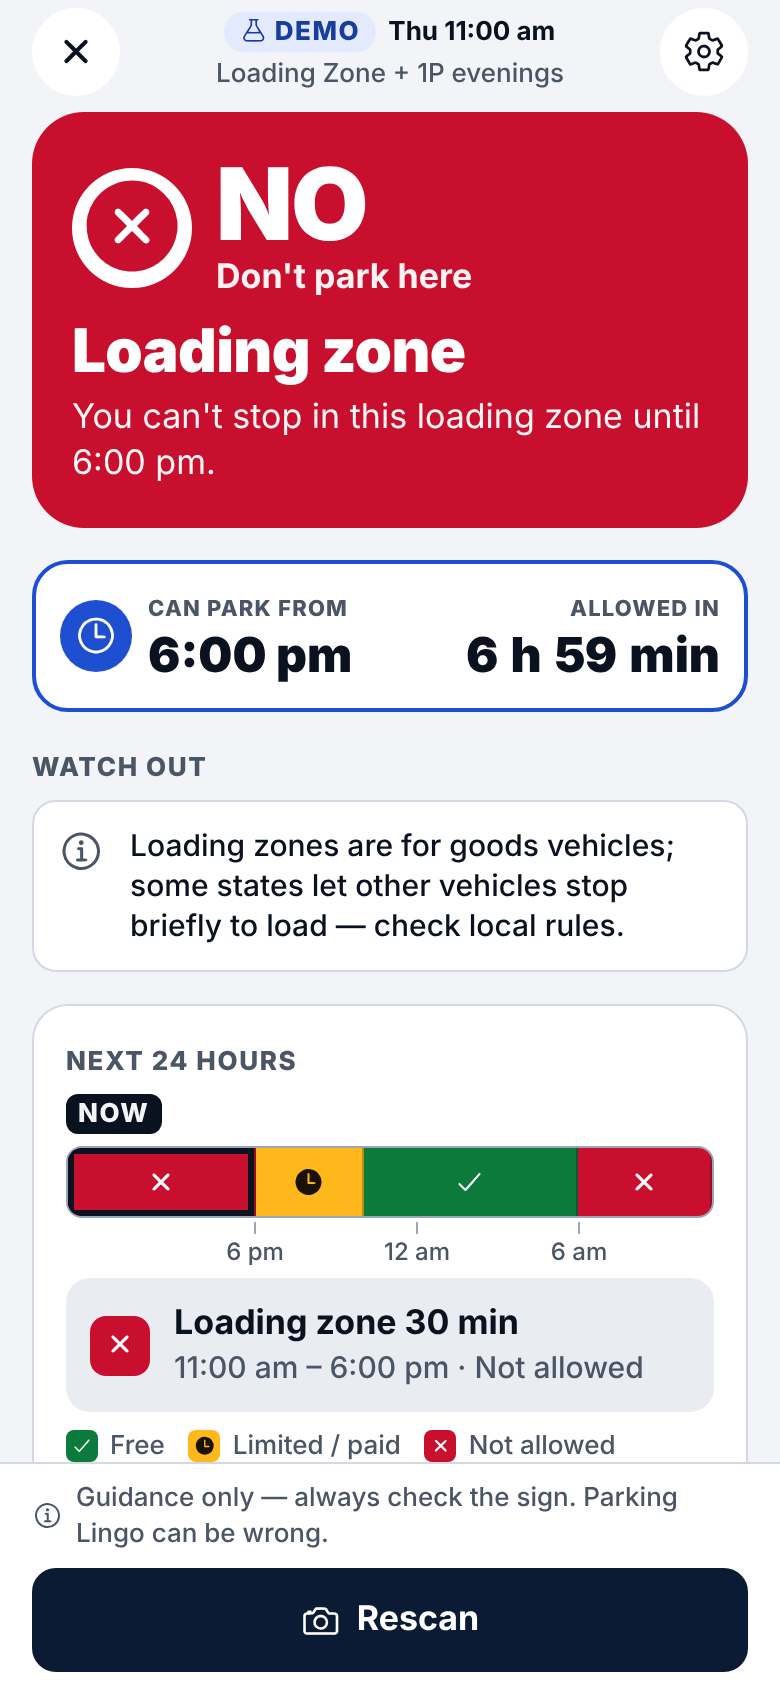 DEMO Thu 11:00 am
Loading Zone + 1P evenings
NO
Don't park here
Loading zone
You can't stop in this loading zone until
6:00 pm.
CAN PARK FROM
6:00 pm
ALLOWED IN
6 h 59 min
WATCH OUT
Loading zones are for goods vehicles;
some states let other vehicles stop
briefly to load — check local rules.
NEXT 24 HOURS
NOW
6 pm 12 am 6 am
Loading zone 30 min
11:00 am – 6:00 pm · Not allowed
Free Limited / paid Not allowed
Guidance only — always check the sign. Parking
Lingo can be wrong.
Rescan